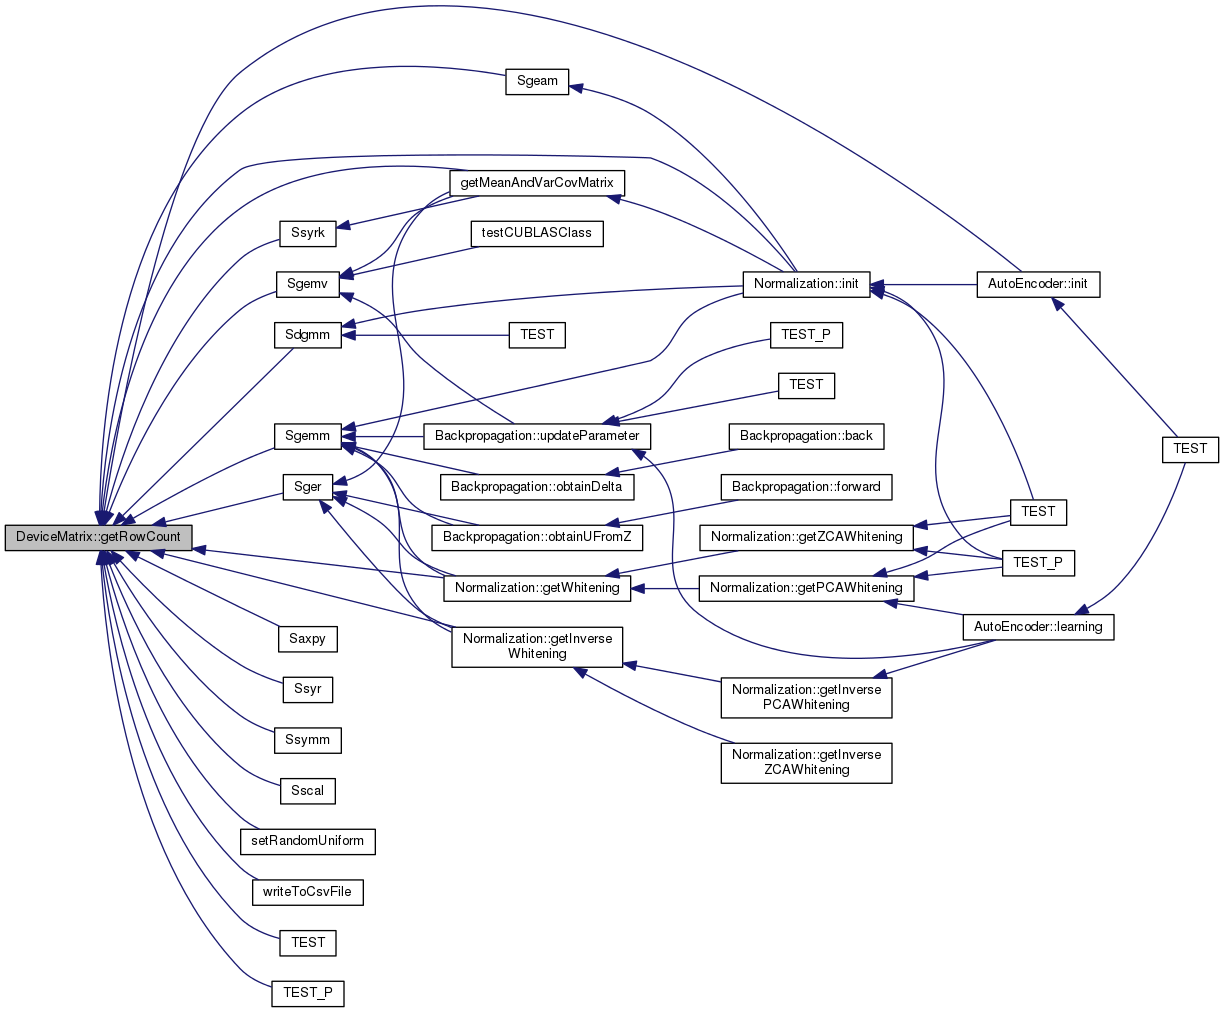 Sgeam
getMeanAndVarCovMatrix
Ssyrk
testCUBLASClass
Sgemv
Normalization::init
AutoEncoder::init
Sdgmm
TEST
TEST_P
TEST
Sgemm
Backpropagation::updateParameter
Backpropagation::back
TEST
Sger
Backpropagation::obtainDelta
Backpropagation::forward
TEST
DeviceMatrix::getRowCount
Backpropagation::obtainUFromZ
Normalization::getZCAWhitening
TEST_P
Normalization::getWhitening
Normalization::getPCAWhitening
AutoEncoder::learning
Saxpy
Normalization::getInverse
Whitening
Ssyr
Normalization::getInverse
PCAWhitening
Ssymm
Normalization::getInverse
ZCAWhitening
Sscal
setRandomUniform
writeToCsvFile
TEST
TEST_P